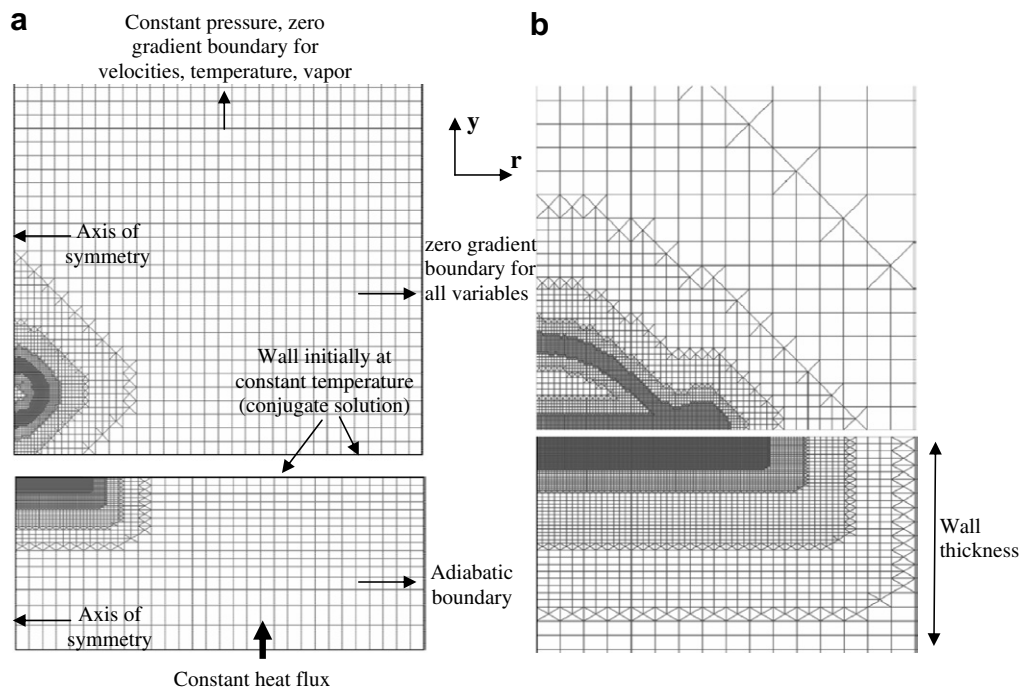 a
Constant pressure, zero
gradient boundary for
velocities, temperature, vapor
b
y
r
Axis of
symmetry
zero gradient
boundary for
all variables
Wall initially at
constant temperature
(conjugate solution)
Adiabatic
boundary
Axis of
symmetry
Constant heat flux
Wall
thickness